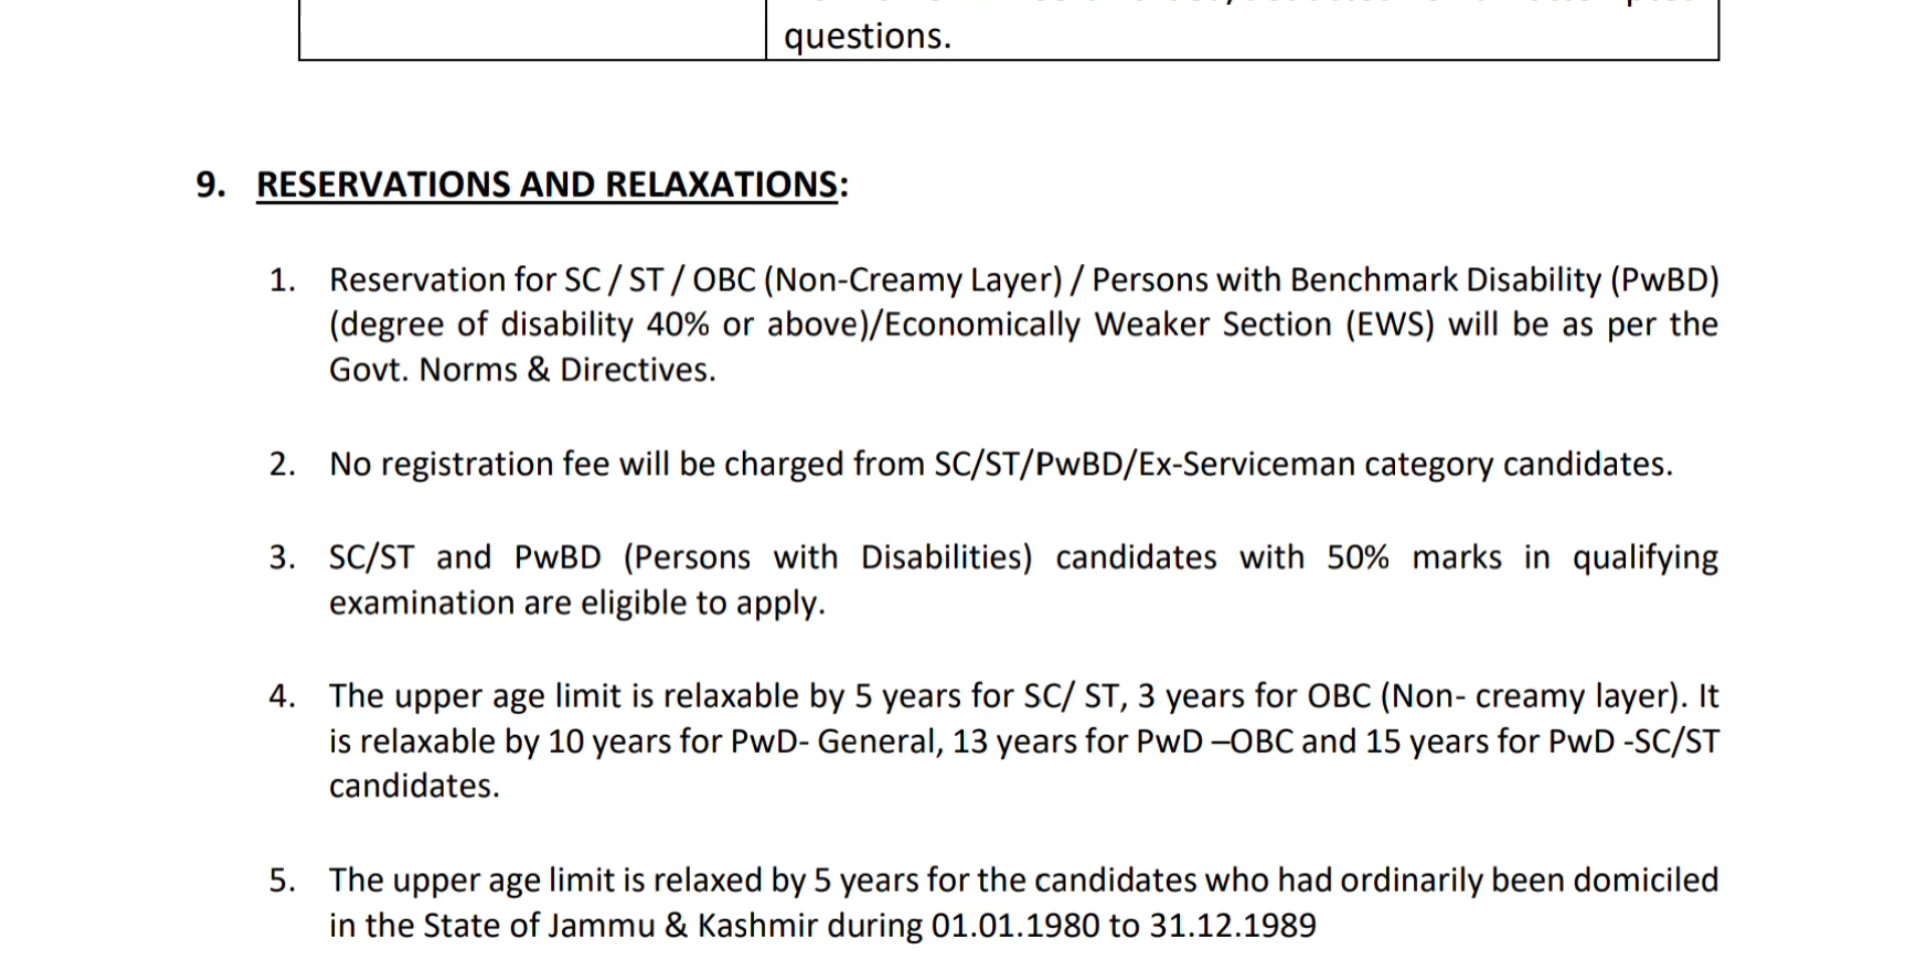 questions.
9. RESERVATIONS AND RELAXATIONS:
1. Reservation for SC / ST / OBC (Non-Creamy Layer) / Persons with Benchmark Disability (PwBD)
(degree of disability 40% or above)/Economically Weaker Section (EWS) will be as per the
Govt. Norms & Directives.
2. No registration fee will be charged from SC/ST/PwBD/Ex-Serviceman category candidates.
3. SC/ST and PwBD (Persons with Disabilities) candidates with 50% marks in qualifying
examination are eligible to apply.
4. The upper age limit is relaxable by 5 years for SC/ ST, 3 years for OBC (Non- creamy layer). It
is relaxable by 10 years for PwD- General, 13 years for PwD –OBC and 15 years for PwD -SC/ST
candidates.
5. The upper age limit is relaxed by 5 years for the candidates who had ordinarily been domiciled
in the State of Jammu & Kashmir during 01.01.1980 to 31.12.1989